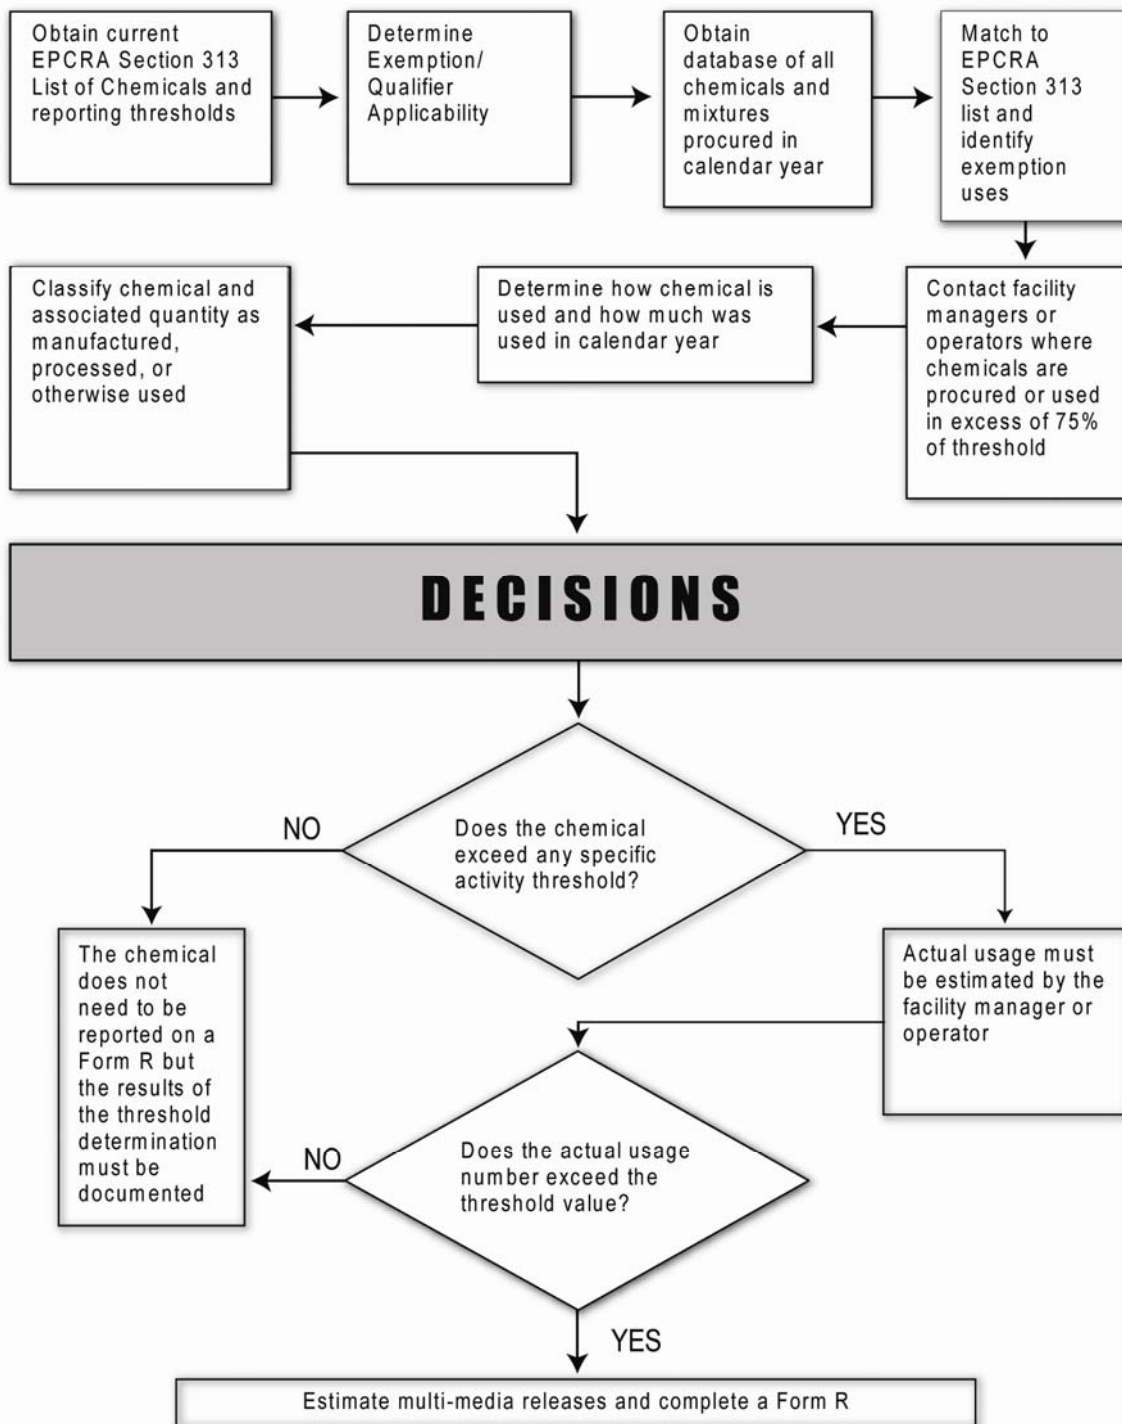 Obtain current
EPCRA Section 313
List of Chemicals and
reporting thresholds
Determine
Exemption/
Qualifier
Applicability
Obtain
database of all
chemicals and
mixtures
procured in
calendar year
Match to
EPCRA
Section 313
list and
identify
exemption
uses
Contact facility
managers or
operators where
chemicals are
procured or used
in excess of 75%
of threshold
Determine how chemical is
used and how much was
used in calendar year
Classify chemical and
associated quantity as
manufactured,
processed, or
otherwise used
DECISIONS
Does the chemical
exceed any specific
activity threshold?
NO
YES
The chemical
does not
need to be
reported on a
Form R but
the results of
the threshold
determination
must be
documented
Actual usage must
be estimated by the
facility manager or
operator
Does the actual usage
number exceed the
threshold value?
NO
YES
Estimate multi-media releases and complete a Form R